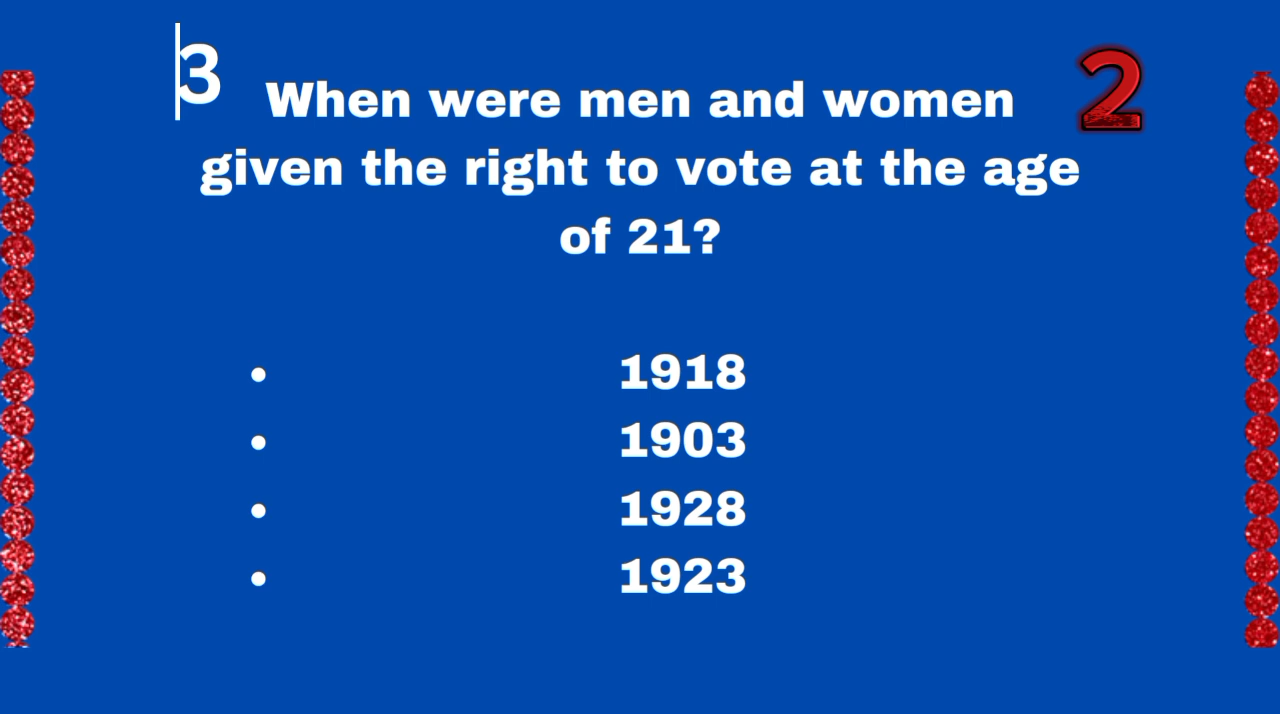 3
2
When were men and women
given the right to vote at the age
of 21?
• 1918
• 1903
• 1928
• 1923